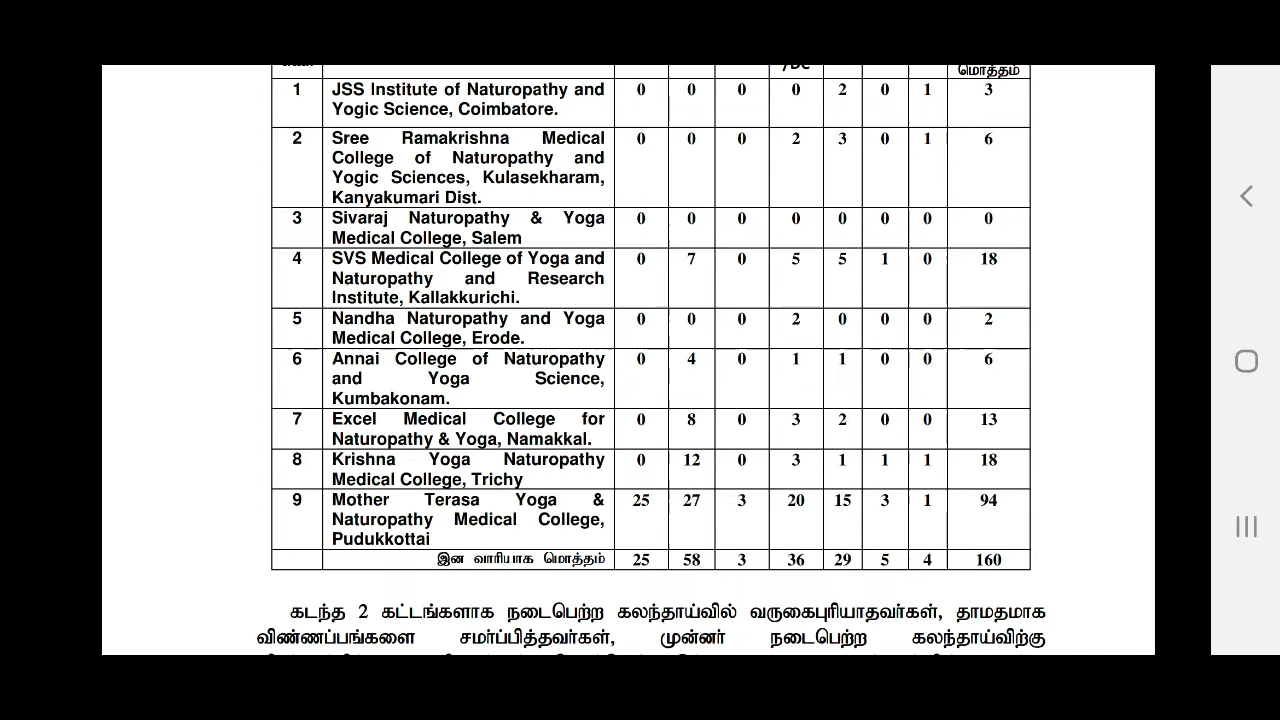 /DC
மொத்தம்
1 JSS Institute of Naturopathy and 0 0 0 0 2 0 1 3
Yogic Science, Coimbatore.
2 Sree Ramakrishna Medical 0 0 0 2 3 0 1 6
College of Naturopathy and
Yogic Sciences, Kulasekharam,
Kanyakumari Dist.
3 Sivaraj Naturopathy & Yoga 0 0 0 0 0 0 0 0
Medical College, Salem
4 SVS Medical College of Yoga and 0 7 0 5 5 1 0 18
Naturopathy and Research
Institute, Kallakkurichi.
5 Nandha Naturopathy and Yoga 0 0 0 2 0 0 0 2
Medical College, Erode.
6 Annai College of Naturopathy 0 4 0 1 1 0 0 6
and Yoga Science,
Kumbakonam.
7 Excel Medical College for 0 8 0 3 2 0 0 13
Naturopathy & Yoga, Namakkal.
8 Krishna Yoga Naturopathy 0 12 0 3 1 1 1 18
Medical College, Trichy
9 Mother Terasa Yoga & 25 27 3 20 15 3 1 94
Naturopathy Medical College,
Pudukkottai
இன வாரியாக மொத்தம் 25 58 3 36 29 5 4 160
கடந்த 2 கட்டங்களாக நடைபெற்ற கலந்தாய்வில் வருகைபுரியாதவர்கள், தாமதமாக
விண்ணப்பங்களை சமர்ப்பித்தவர்கள், முன்னர் நடைபெற்ற கலந்தாய்விற்கு